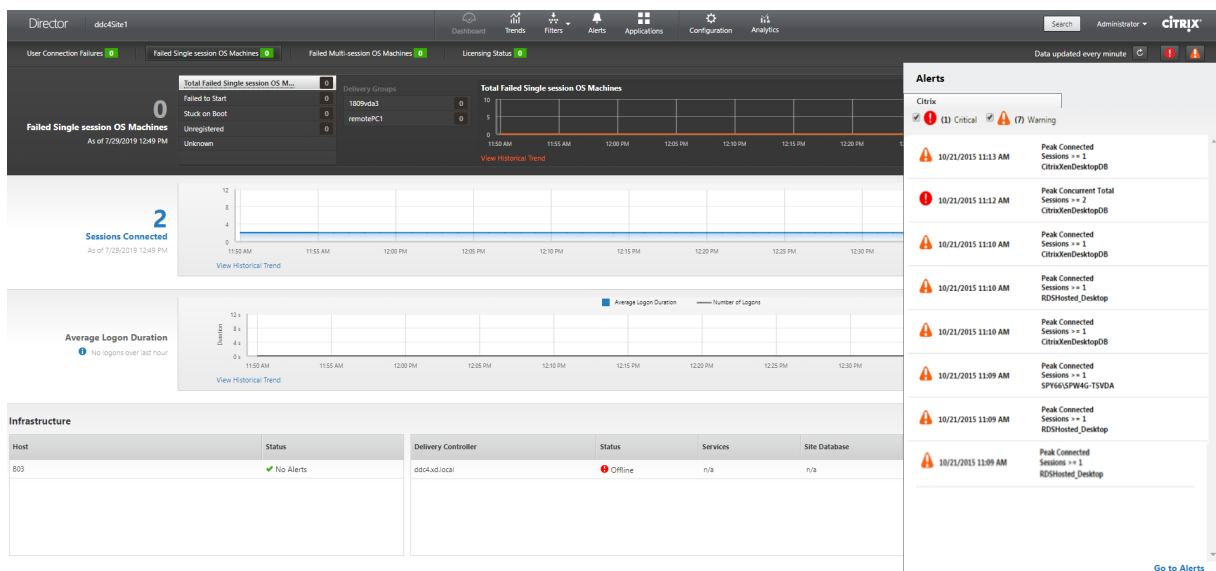 Director ddc4Site1
Dashboard Trends Filters Alerts Applications Configuration Analytics
Search Administrator CİTRIX
User Connection Failures 0 Failed Single session OS Machines 0 Failed Multi-session OS Machines 0 Licensing Status 0
Data updated every minute
0
Failed Single session OS Machines
As of 7/29/2019 12:49 PM
Total Failed Single session OS M... 0
Failed to Start 0
Stuck on Boot 0
Unregistered 0
Unknown
Delivery Groups
1809vda3 0
remotePC1 0
Total Failed Single session OS Machines
10
5
0
11:50 AM 11:55 AM 12:00 PM 12:05 PM 12:10 PM 12:15 PM 12:20 PM
View Historical Trend
2
Sessions Connected
As of 7/29/2019 12:49 PM
12
8
4
0
11:50 AM 11:55 AM 12:00 PM 12:05 PM 12:10 PM 12:15 PM 12:20 PM 12:25 PM 12:30 PM
View Historical Trend
Average Logon Duration
No logons over last hour
Average Logon Duration Number of Logons
Duration
12 s
8 s
4 s
0 s
11:50 AM 11:55 AM 12:00 PM 12:05 PM 12:10 PM 12:15 PM 12:20 PM 12:25 PM 12:30 PM
View Historical Trend
Infrastructure
Host Status
B03 No Alerts
Delivery Controller Status Services Site Database
ddc4.xd.local Offline n/a n/a
Alerts
Citrix
(1) Critical (7) Warning
10/21/2015 11:13 AM
Peak Connected
Sessions >= 1
CitrixXenDesktopDB
10/21/2015 11:12 AM
Peak Concurrent Total
Sessions >= 2
CitrixXenDesktopDB
10/21/2015 11:10 AM
Peak Connected
Sessions >= 1
CitrixXenDesktopDB
10/21/2015 11:10 AM
Peak Connected
Sessions >= 1
RDSHosted_Desktop
10/21/2015 11:10 AM
Peak Connected
Sessions >= 1
CitrixXenDesktopDB
10/21/2015 11:09 AM
Peak Connected
Sessions >= 1
SPY66\SPW4G-TSVDA
10/21/2015 11:09 AM
Peak Connected
Sessions >= 1
RDSHosted_Desktop
10/21/2015 11:09 AM
Peak Connected
Sessions >= 1
RDSHosted_Desktop
Go to Alerts